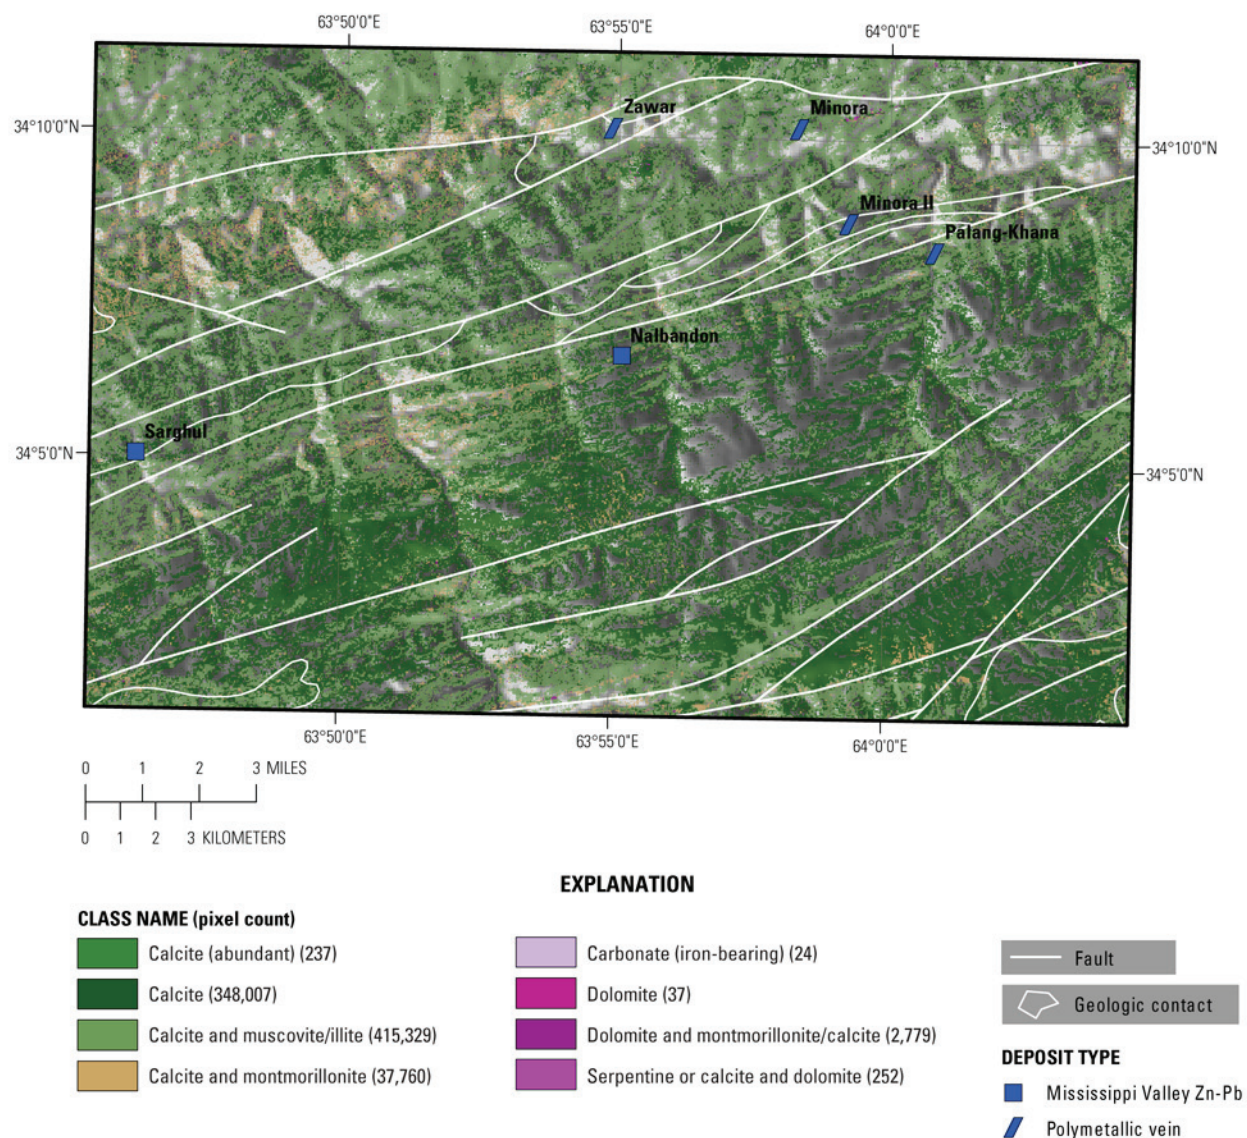 63°50'0"E
63°55'0"E
64°0'0"E
34°10'0"N
Zawar
Minora
34°10'0"N
Minora II
Palang-Khana
Nalbandon
Sarghul
34°5'0"N
34°5'0"N
63°50'0"E
63°55'0"E
64°0'0"E
0 1 2 3 MILES
0 1 2 3 KILOMETERS
EXPLANATION
CLASS NAME (pixel count)
Calcite (abundant) (237)
Calcite (348,007)
Calcite and muscovite/illite (415,329)
Calcite and montmorillonite (37,760)
Carbonate (iron-bearing) (24)
Dolomite (37)
Dolomite and montmorillonite/calcite (2,779)
Serpentine or calcite and dolomite (252)
Fault
Geologic contact
DEPOSIT TYPE
Mississippi Valley Zn-Pb
Polymetallic vein